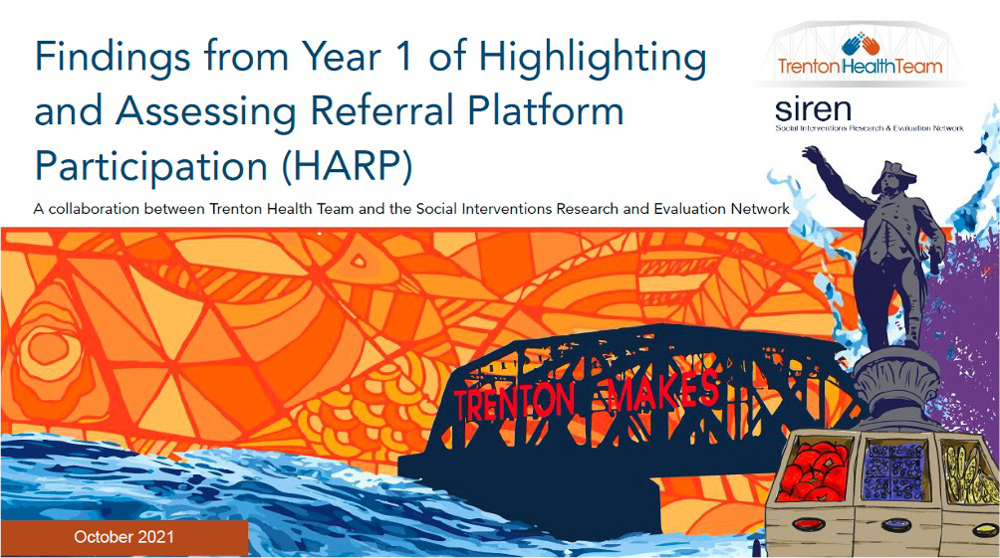 Findings from Year 1 of Highlighting
and Assessing Referral Platform
Participation (HARP)
A collaboration between Trenton Health Team and the Social Interventions Research and Evaluation Network
TrentonHealthTeam
siren
Social Interventions Research & Evaluation Network
TRENTON MAKES
October 2021